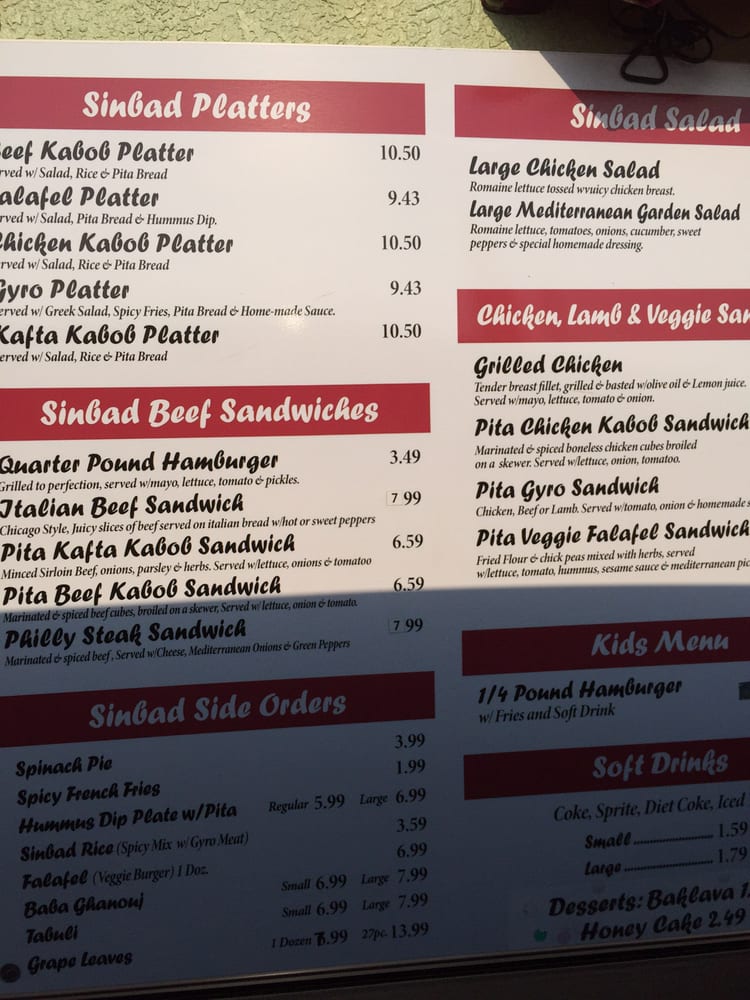 Sinbad Platters
Beef Kabob Platter 10.50
rved w/ Salad, Rice & Pita Bread
alafel Platter 9.43
rved w/ Salad, Pita Bread & Hummus Dip.
Chicken Kabob Platter 10.50
erved w/ Salad, Rice & Pita Bread
Gyro Platter 9.43
erved w/ Greek Salad, Spicy Fries, Pita Bread & Home-made Sauce.
Kafta Kabob Platter 10.50
erved w/ Salad, Rice & Pita Bread
Sinbad Beef Sandwiches
Quarter Pound Hamburger 3.49
Grilled to perfection, served w/mayo, lettuce, tomato & pickles.
Italian Beef Sandwich 7 99
Chicago Style, Juicy slices of beef served on italian bread w/hot or sweet peppers
Pita Kafta Kabob Sandwich 6.59
Minced Sirloin Beef, onions, parsley & herbs. Served w/lettuce, onions & tomatoo
Pita Beef Kabob Sandwich 6.59
Marinated & spiced beef cubes, broiled on a skewer, Served w/ lettuce, onion & tomato.
Philly Steak Sandwich 7 99
Marinated & spiced beef, Served w/Cheese, Mediterranean Onions & Green Peppers
Sinbad Side Orders
Spinach Pie 3.99
Spicy French Fries 1.99
Hummus Dip Plate w/Pita Regular 5.99 Large 6.99
Sinbad Rice (Spicy Mix w/ Gyro Meat) 3.59
Falafel (Veggie Burger) 1 Doz. 6.99
Baba Ghanouj Small 6.99 Large 7.99
Tabuli Small 6.99 Large 7.99
Grape Leaves 1 Dozen 6.99 27pc. 13.99
Sinbad Salad
Large Chicken Salad
Romaine lettuce tossed wvuicy chicken breast.
Large Mediterranean Garden Salad
Romaine lettuce, tomatoes, onions, cucumber, sweet
peppers & special homemade dressing.
Chicken, Lamb & Veggie San
Grilled Chicken
Tender breast fillet, grilled & basted w/olive oil & Lemon juice.
Served w/mayo, lettuce, tomato & onion.
Pita Chicken Kabob Sandwich
Marinated & spiced boneless chicken cubes broiled
on a skewer. Served w/lettuce, onion, tomatoo.
Pita Gyro Sandwich
Chicken, Beef or Lamb. Served w/tomato, onion & homemade s
Pita Veggie Falafel Sandwich
Fried Flour & chick peas mixed with herbs, served
w/lettuce, tomato, hummus, sesame sauce & mediterranean pic
Kids Menu
1/4 Pound Hamburger
w/ Fries and Soft Drink
Soft Drinks
Coke, Sprite, Diet Coke, Iced
Small 1.59
Large 1.79
Desserts: Baklava 1.
Honey Cake 2.49